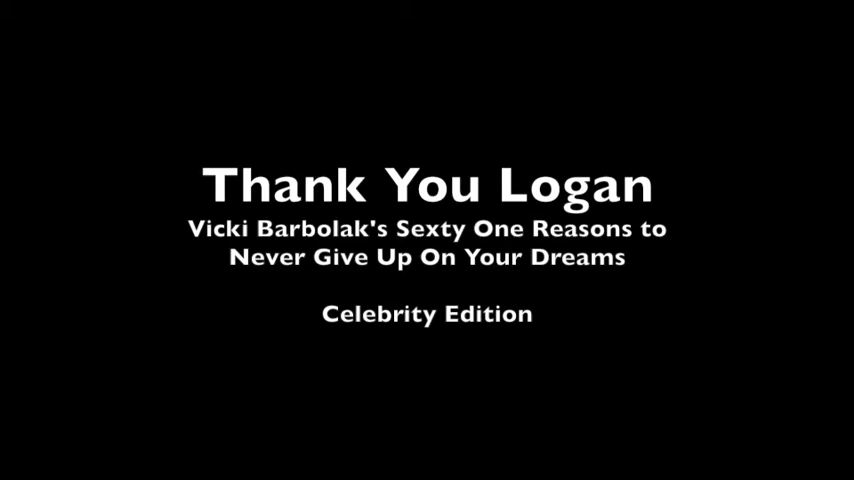 Thank You Logan
Vicki Barbolak's Sexty One Reasons to
Never Give Up On Your Dreams
Celebrity Edition